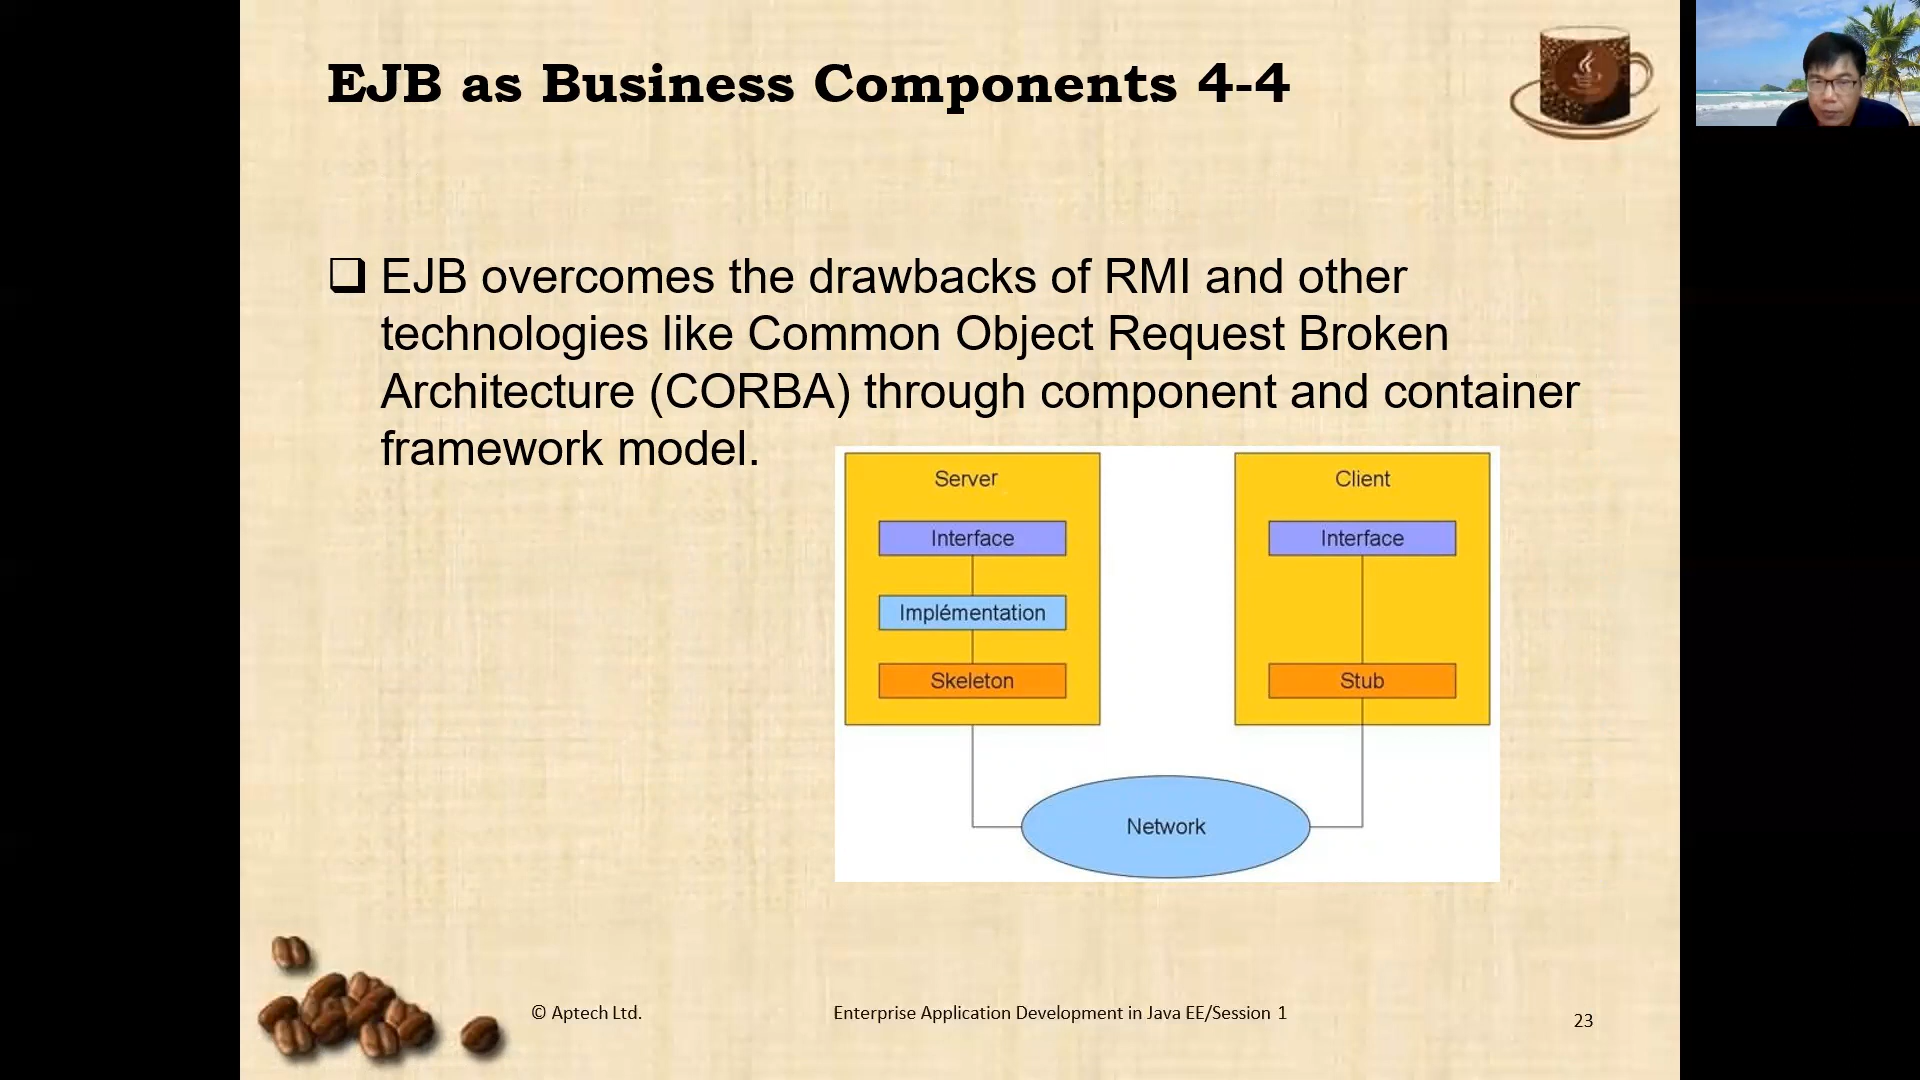 EJB as Business Components 4-4
EJB overcomes the drawbacks of RMI and other
technologies like Common Object Request Broken
Architecture (CORBA) through component and container
framework model.
Server
Interface
Implémentation
Skeleton
Client
Interface
Stub
Network
© Aptech Ltd.
Enterprise Application Development in Java EE/Session 1
23